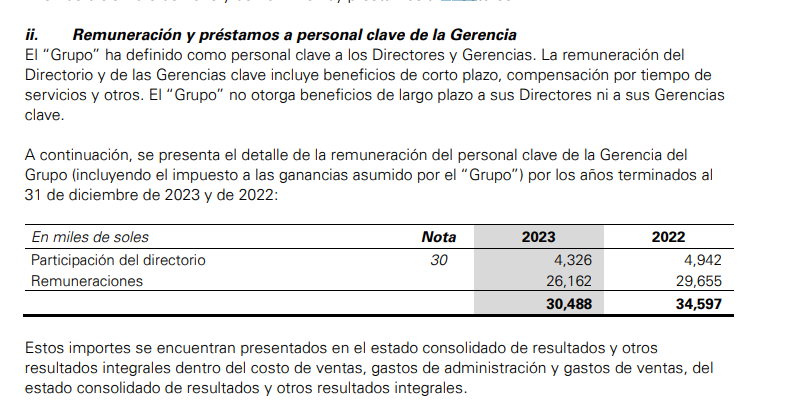 ii. Remuneración y préstamos a personal clave de la Gerencia
El “Grupo” ha definido como personal clave a los Directores y Gerencias. La remuneración del
Directorio y de las Gerencias clave incluye beneficios de corto plazo, compensación por tiempo de
servicios y otros. El “Grupo” no otorga beneficios de largo plazo a sus Directores ni a sus Gerencias
clave.
A continuación, se presenta el detalle de la remuneración del personal clave de la Gerencia del
Grupo (incluyendo el impuesto a las ganancias asumido por el “Grupo”) por los años terminados al
31 de diciembre de 2023 y de 2022:
En miles de soles Nota 2023 2022
Participación del directorio 30 4,326 4,942
Remuneraciones 26,162 29,655
30,488 34,597
Estos importes se encuentran presentados en el estado consolidado de resultados y otros
resultados integrales dentro del costo de ventas, gastos de administración y gastos de ventas, del
estado consolidado de resultados y otros resultados integrales.